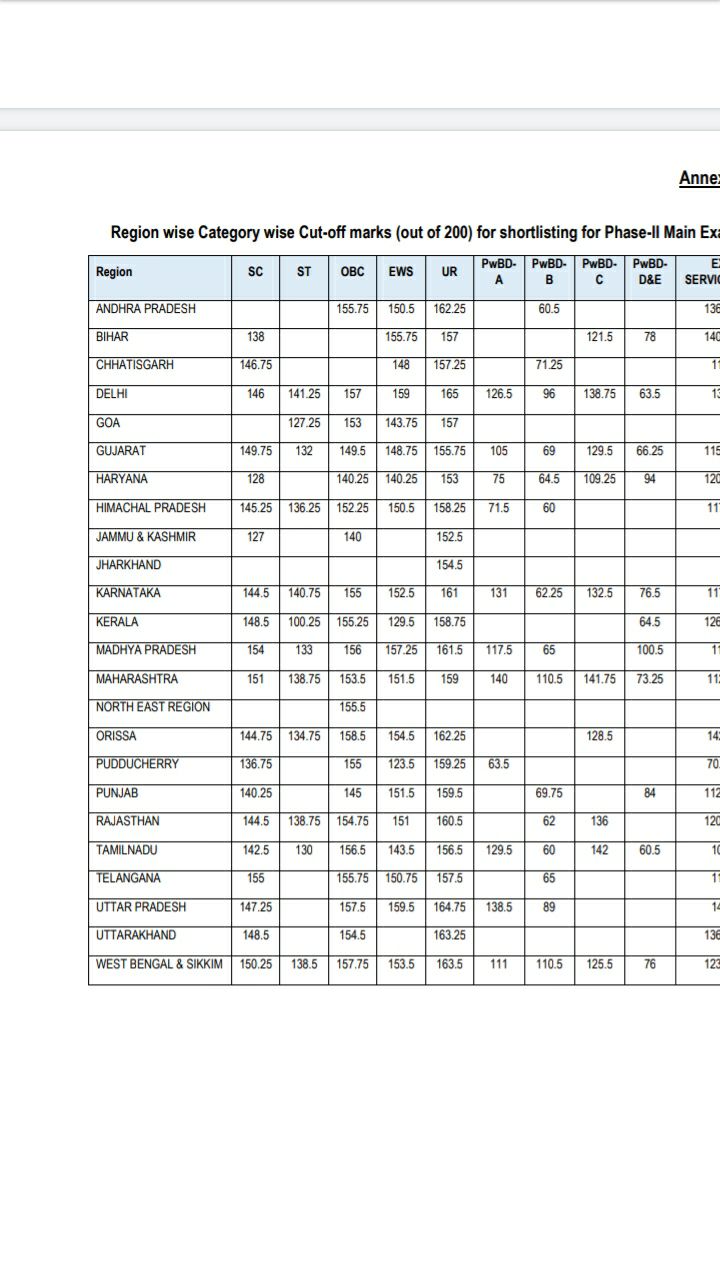 Anne
Region wise Category wise Cut-off marks (out of 200) for shortlisting for Phase-II Main Exa
Region SC ST OBC EWS UR PwBD-A PwBD-B PwBD-C PwBD-D&E E SERVIC
ANDHRA PRADESH 155.75 150.5 162.25 60.5 136
BIHAR 138 155.75 157 121.5 78 140
CHHATISGARH 146.75 148 157.25 71.25 1
DELHI 146 141.25 157 159 165 126.5 96 138.75 63.5 13
GOA 127.25 153 143.75 157
GUJARAT 149.75 132 149.5 148.75 155.75 105 69 129.5 66.25 115
HARYANA 128 140.25 140.25 153 75 64.5 109.25 94 120
HIMACHAL PRADESH 145.25 136.25 152.25 150.5 158.25 71.5 60 11
JAMMU & KASHMIR 127 140 152.5
JHARKHAND 154.5
KARNATAKA 144.5 140.75 155 152.5 161 131 62.25 132.5 76.5 11
KERALA 148.5 100.25 155.25 129.5 158.75 64.5 126
MADHYA PRADESH 154 133 156 157.25 161.5 117.5 65 100.5 1
MAHARASHTRA 151 138.75 153.5 151.5 159 140 110.5 141.75 73.25 11
NORTH EAST REGION 155.5
ORISSA 144.75 134.75 158.5 154.5 162.25 128.5 14
PUDDUCHERRY 136.75 155 123.5 159.25 63.5 70.
PUNJAB 140.25 145 151.5 159.5 69.75 84 112
RAJASTHAN 144.5 138.75 154.75 151 160.5 62 136 120
TAMILNADU 142.5 130 156.5 143.5 156.5 129.5 60 142 60.5 10
TELANGANA 155 155.75 150.75 157.5 65 1
UTTAR PRADESH 147.25 157.5 159.5 164.75 138.5 89 14
UTTARAKHAND 148.5 154.5 163.25 136
WEST BENGAL & SIKKIM 150.25 138.5 157.75 153.5 163.5 111 110.5 125.5 76 123